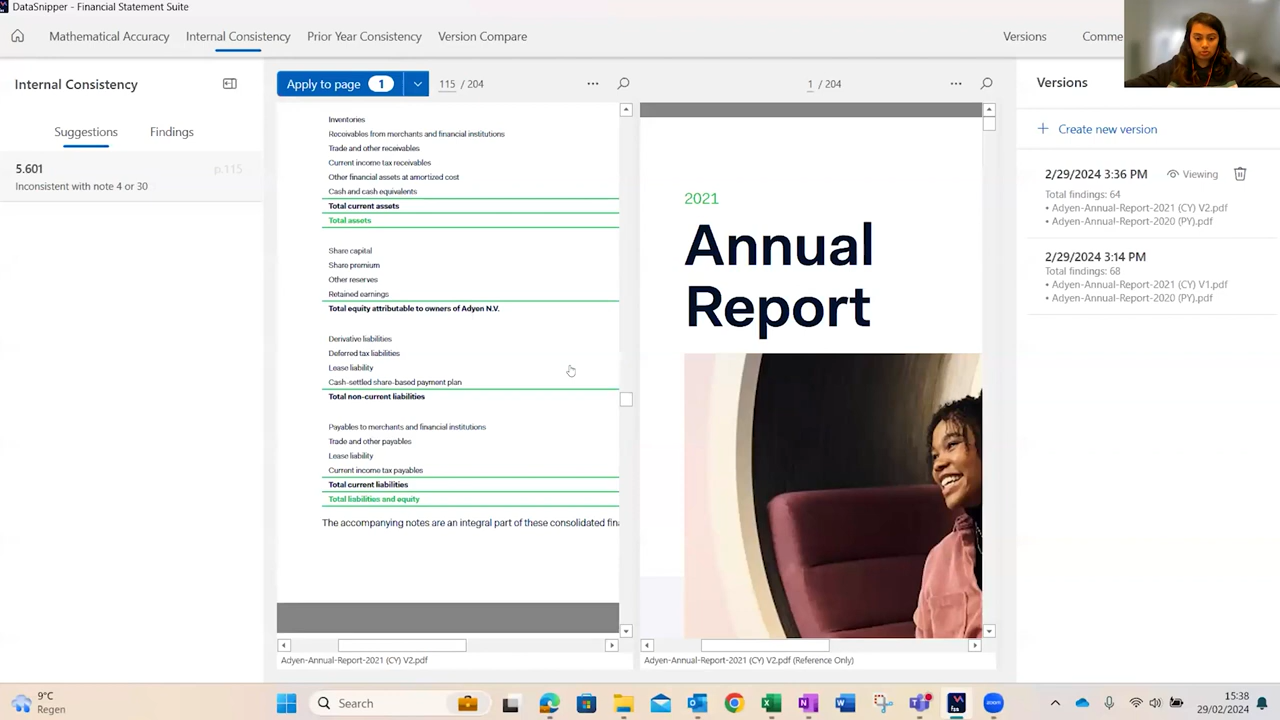 DataSnipper - Financial Statement Suite
Mathematical Accuracy
Internal Consistency
Prior Year Consistency
Version Compare
Versions
Comme
Internal Consistency
Suggestions
Findings
5.601
p.115
Inconsistent with note 4 or 30
Apply to page 1
115 / 204
Inventories
Receivables from merchants and financial institutions
Trade and other receivables
Current income tax receivables
Other financial assets at amortized cost
Cash and cash equivalents
Total current assets
Total assets
Share capital
Share premium
Other reserves
Retained earnings
Total equity attributable to owners of Adyen N.V.
Derivative liabilities
Deferred tax liabilities
Lease liability
Cash-settled share-based payment plan
Total non-current liabilities
Payables to merchants and financial institutions
Trade and other payables
Lease liability
Current income tax payables
Total current liabilities
Total liabilities and equity
The accompanying notes are an integral part of these consolidated fin
Adyen-Annual-Report-2021 (CY) V2.pdf
1 / 204
2021
Annual
Report
Adyen-Annual-Report-2021 (CY) V2.pdf (Reference Only)
Versions
+ Create new version
2/29/2024 3:36 PM
Viewing
Total findings: 64
• Adyen-Annual-Report-2021 (CY) V2.pdf
• Adyen-Annual-Report-2020 (PY).pdf
2/29/2024 3:14 PM
Total findings: 68
• Adyen-Annual-Report-2021 (CY) V1.pdf
• Adyen-Annual-Report-2020 (PY).pdf
9°C
Regen
Search
15:38
29/02/2024